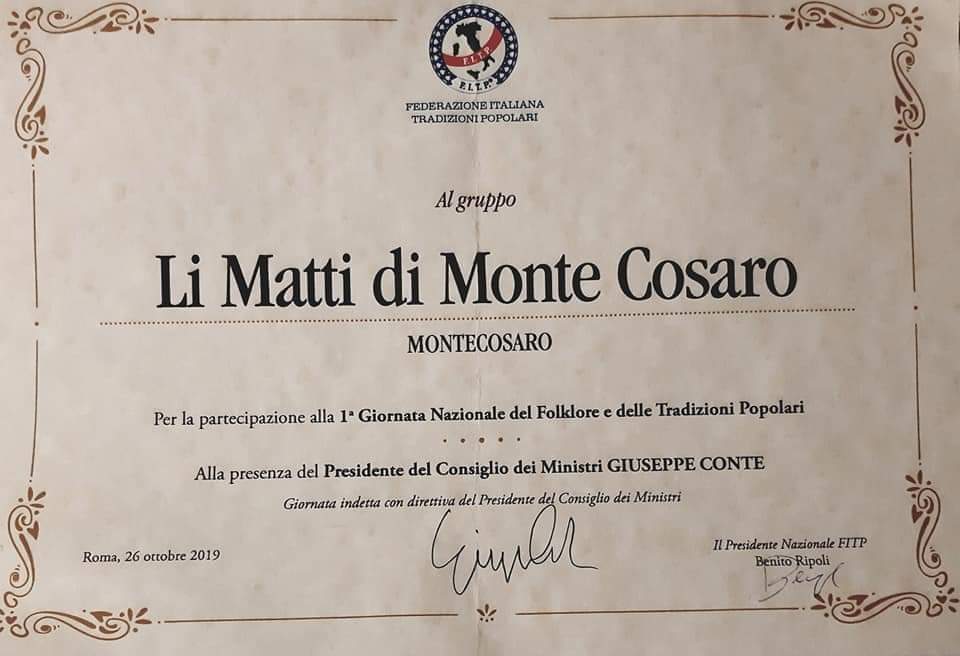 F.I.T.P.
F.I.T.P.
FEDERAZIONE ITALIANA
TRADIZIONI POPOLARI
Al gruppo
Li Matti di Monte Cosaro
MONTECOSARO
Per la partecipazione alla 1ª Giornata Nazionale del Folklore e delle Tradizioni Popolari
Alla presenza del Presidente del Consiglio dei Ministri GIUSEPPE CONTE
Giornata indetta con direttiva del Presidente del Consiglio dei Ministri
Roma, 26 ottobre 2019
Il Presidente Nazionale FITP
Benito Ripoli